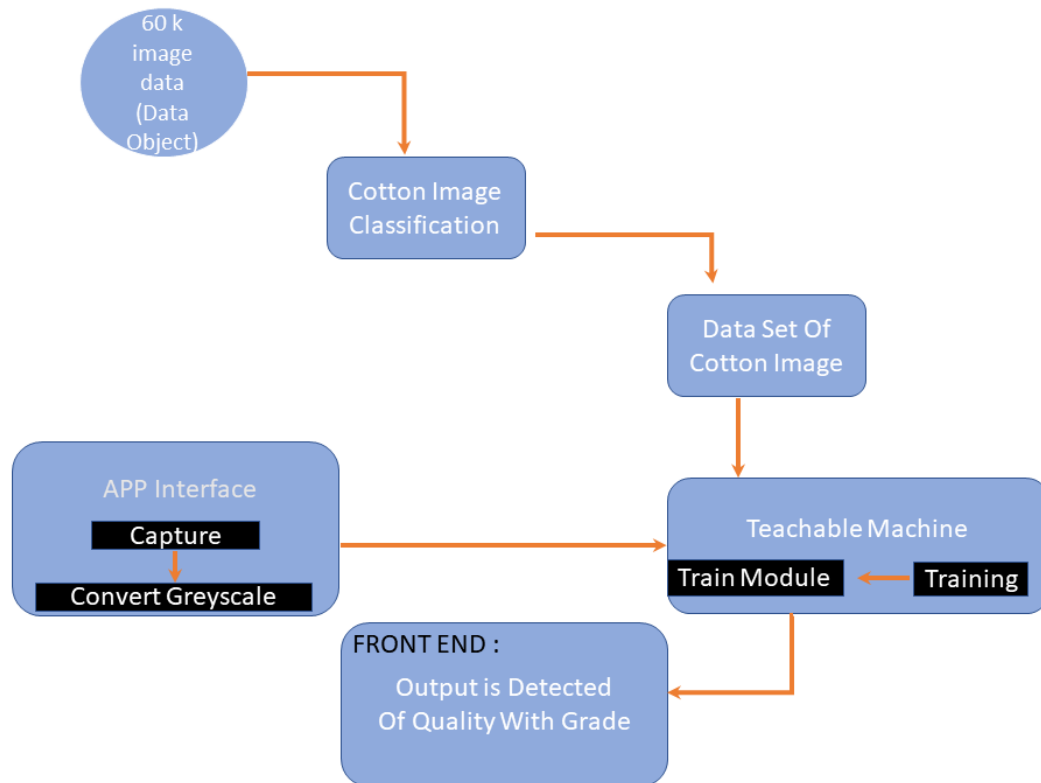 60 k
image
data
(Data
Object)
Cotton Image
Classification
Data Set Of
Cotton Image
APP Interface
Capture
Convert Greyscale
Teachable Machine
Train Module
Training
FRONT END :
Output is Detected
Of Quality With Grade